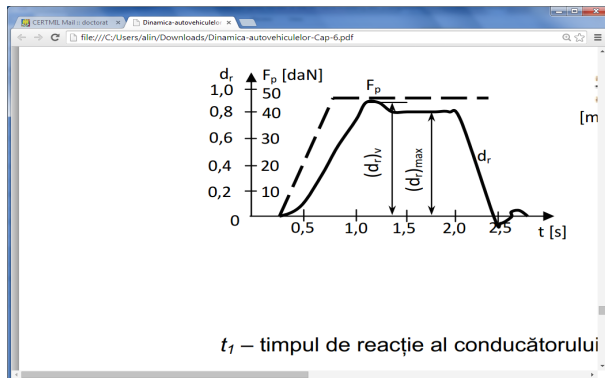 CERTMIL Mail :: doctorat
Dinamica-autovehiculelor-C
file:///C:/Users/alin/Downloads/Dinamica-autovehiculelor-Cap-6.pdf
dr Fp [daN]
1,0 50 Fp
0,8 40 [m
30
0,6
0,4 20 (dr)v (dr)max dr
0,2 10
0 0,5 1,0 1,5 2,0 2,5 t [s]
t1 – timpul de reacție al conducătorului